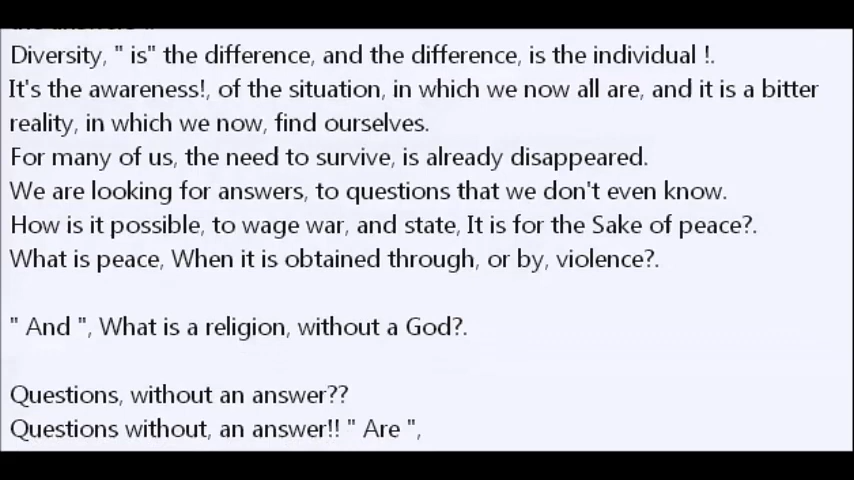 Diversity, " is" the difference, and the difference, is the individual !.
It's the awareness!, of the situation, in which we now all are, and it is a bitter
reality, in which we now, find ourselves.
For many of us, the need to survive, is already disappeared.
We are looking for answers, to questions that we don't even know.
How is it possible, to wage war, and state, It is for the Sake of peace?.
What is peace, When it is obtained through, or by, violence?.
" And ", What is a religion, without a God?.
Questions, without an answer??
Questions without, an answer!! " Are ",